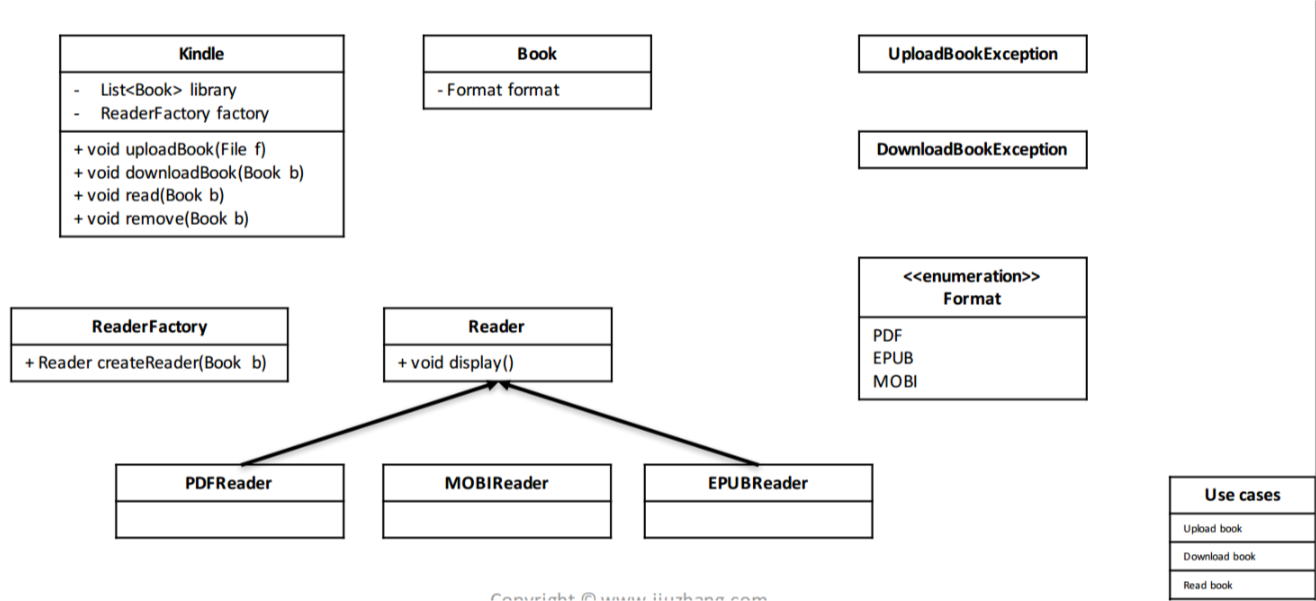 Kindle
- List<Book> library
- ReaderFactory factory
+ void uploadBook(File f)
+ void downloadBook(Book b)
+ void read(Book b)
+ void remove(Book b)
Book
- Format format
UploadBookException
DownloadBookException
<<enumeration>>
Format
PDF
EPUB
MOBI
ReaderFactory
+ Reader createReader(Book b)
Reader
+ void display()
PDFReader
MOBIReader
EPUBReader
Use cases
Upload book
Download book
Read book
Copyright © www.jiuzhang.com